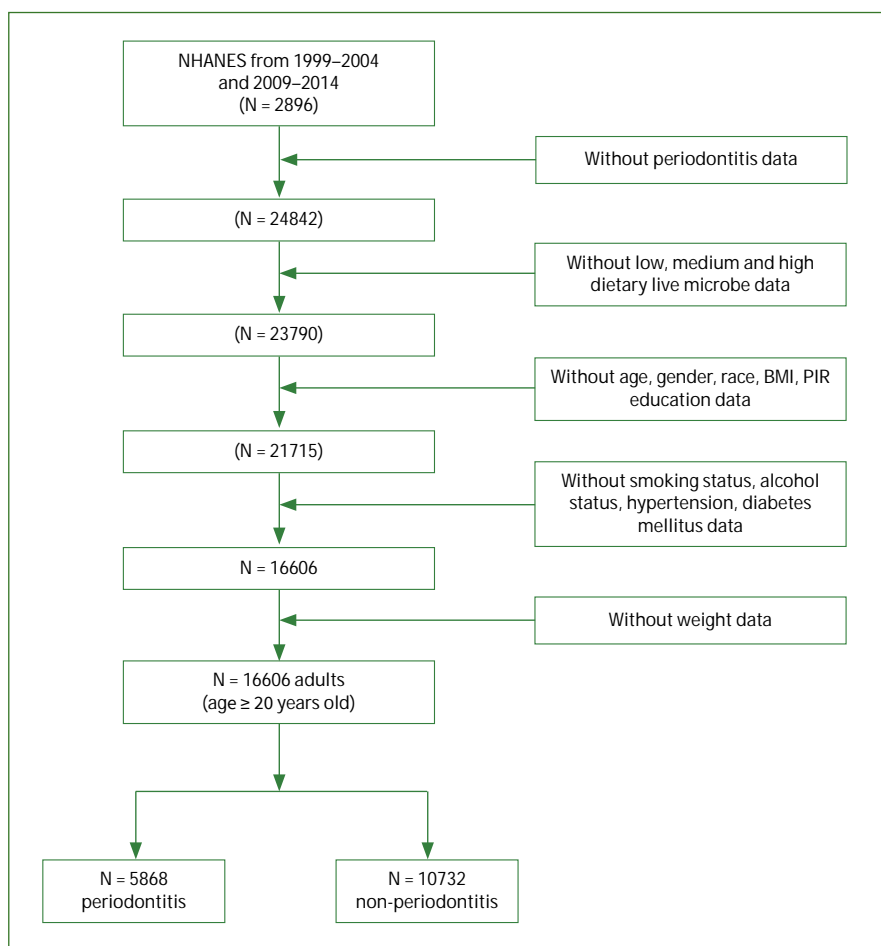 NHANES from 1999–2004
and 2009–2014
(N = 2896)
Without periodontitis data
(N = 24842)
Without low, medium and high
dietary live microbe data
(N = 23790)
Without age, gender, race, BMI, PIR
education data
(N = 21715)
Without smoking status, alcohol
status, hypertension, diabetes
mellitus data
N = 16606
Without weight data
N = 16606 adults
(age ≥ 20 years old)
N = 5868
periodontitis
N = 10732
non-periodontitis